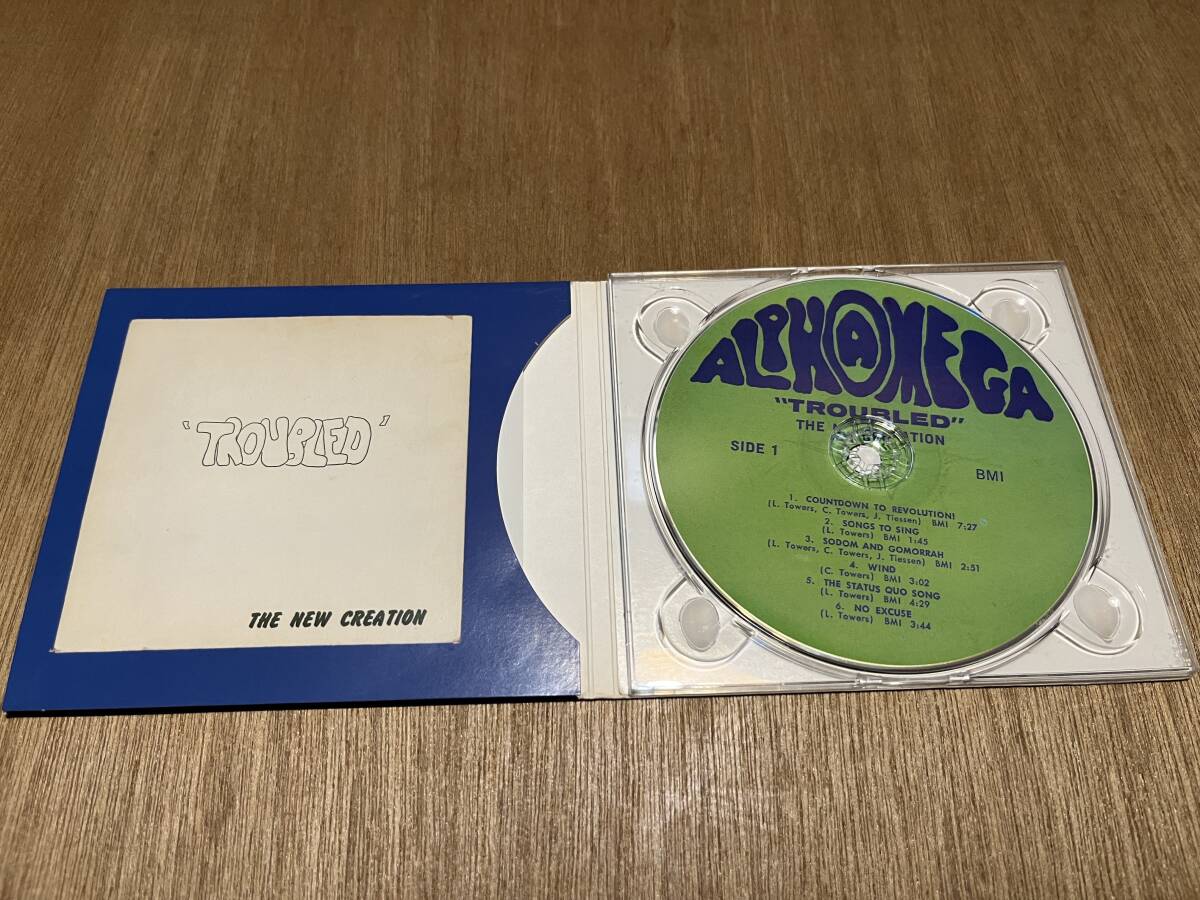 'TROUBLED'
THE NEW CREATION
ALPHAOMEGA
"TROUBLED"
THE NEW CREATION
SIDE 1
BMI
1. COUNTDOWN TO REVOLUTION!
(L. Towers, C. Towers, J. Tiessen) BMI 7:27
2. SONGS TO SING
(L. Towers) BMI 1:45
3. SODOM AND GOMORRAH
(L. Towers, C. Towers, J. Tiessen) BMI 2:51
4. WIND
(C. Towers) BMI 3:02
5. THE STATUS QUO SONG
(L. Towers) BMI 4:29
6. NO EXCUSE
(L. Towers) BMI 3:44